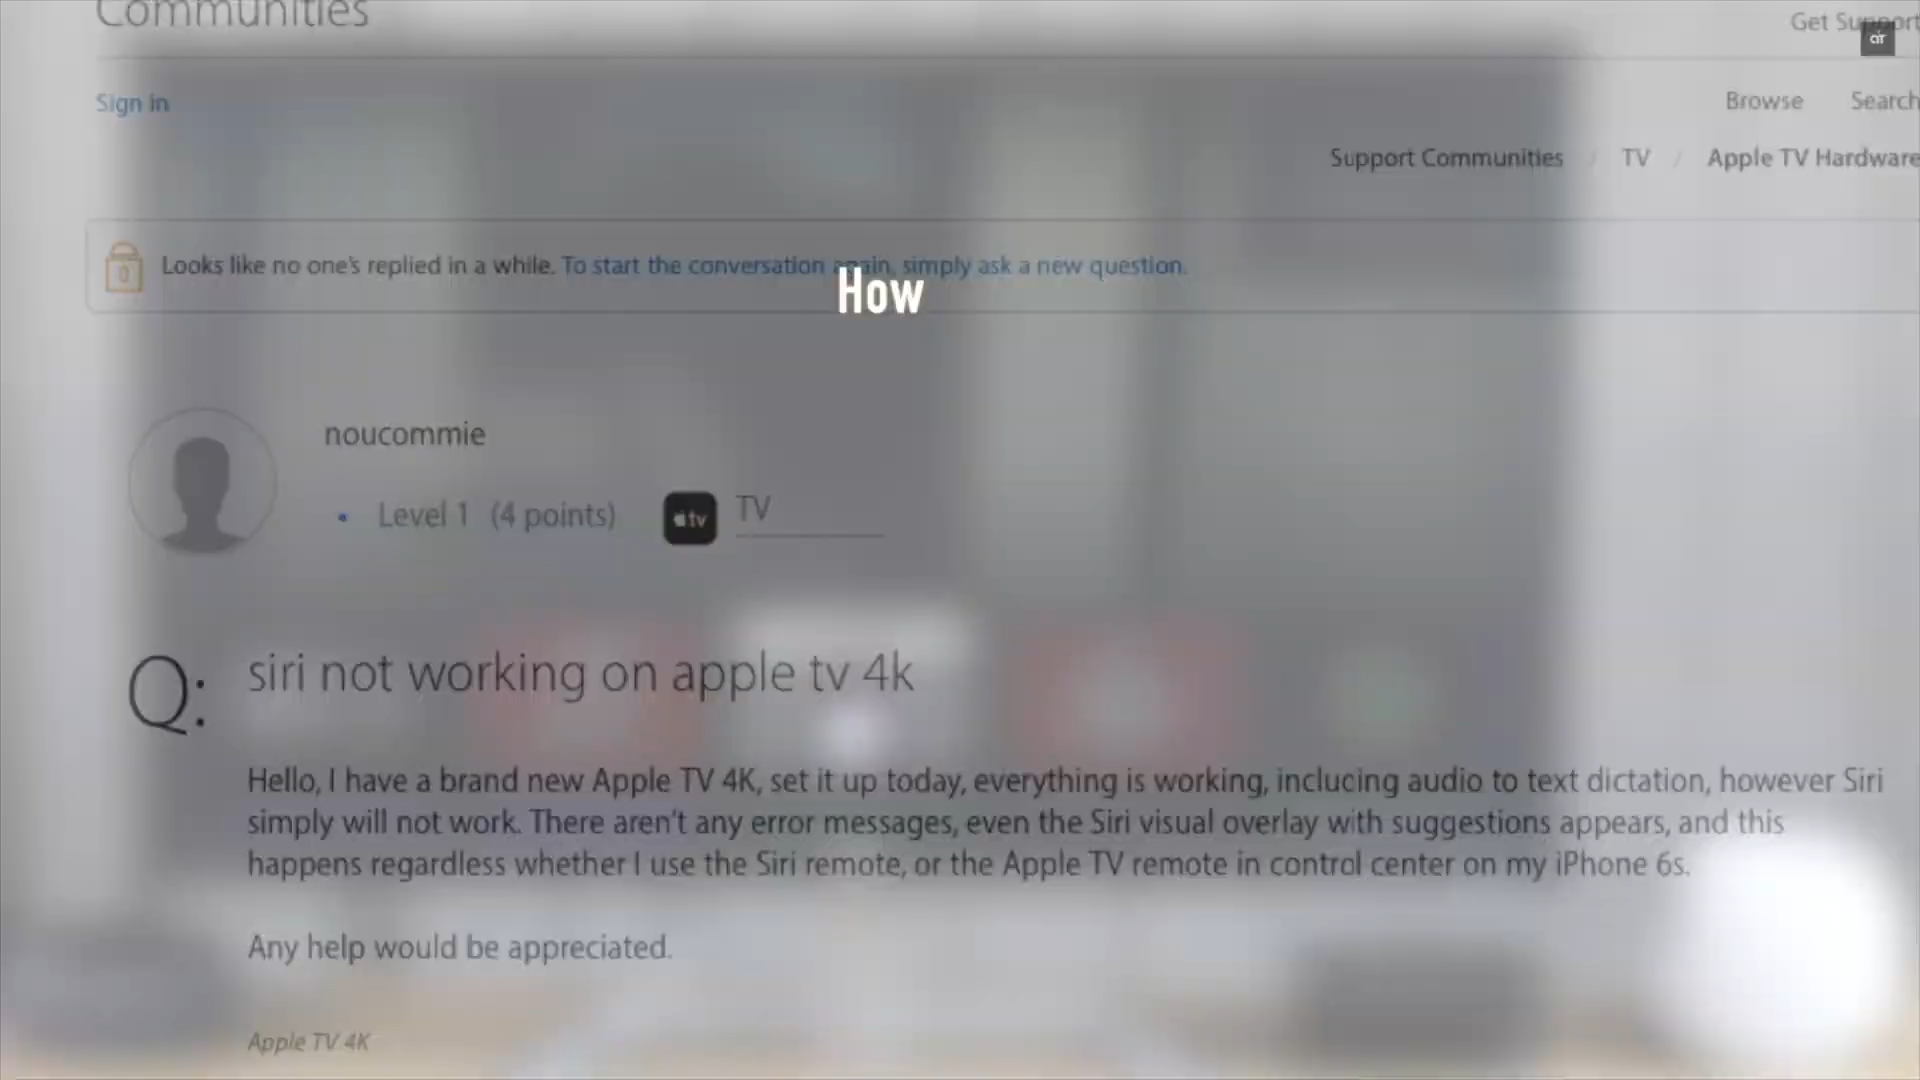 Communities
Get Support
air
Sign in
Browse Search
Support Communities / TV / Apple TV Hardware
Looks like no one's replied in a while. To start the conversation again, simply ask a new question.
How
noucommie
Level 1 (4 points)
tv
TV
Q: siri not working on apple tv 4k
Hello, I have a brand new Apple TV 4K, set it up today, everything is working, including audio to text dictation, however Siri
simply will not work. There aren't any error messages, even the Siri visual overlay with suggestions appears, and this
happens regardless whether I use the Siri remote, or the Apple TV remote in control center on my iPhone 6s.
Any help would be appreciated.
Apple TV 4K